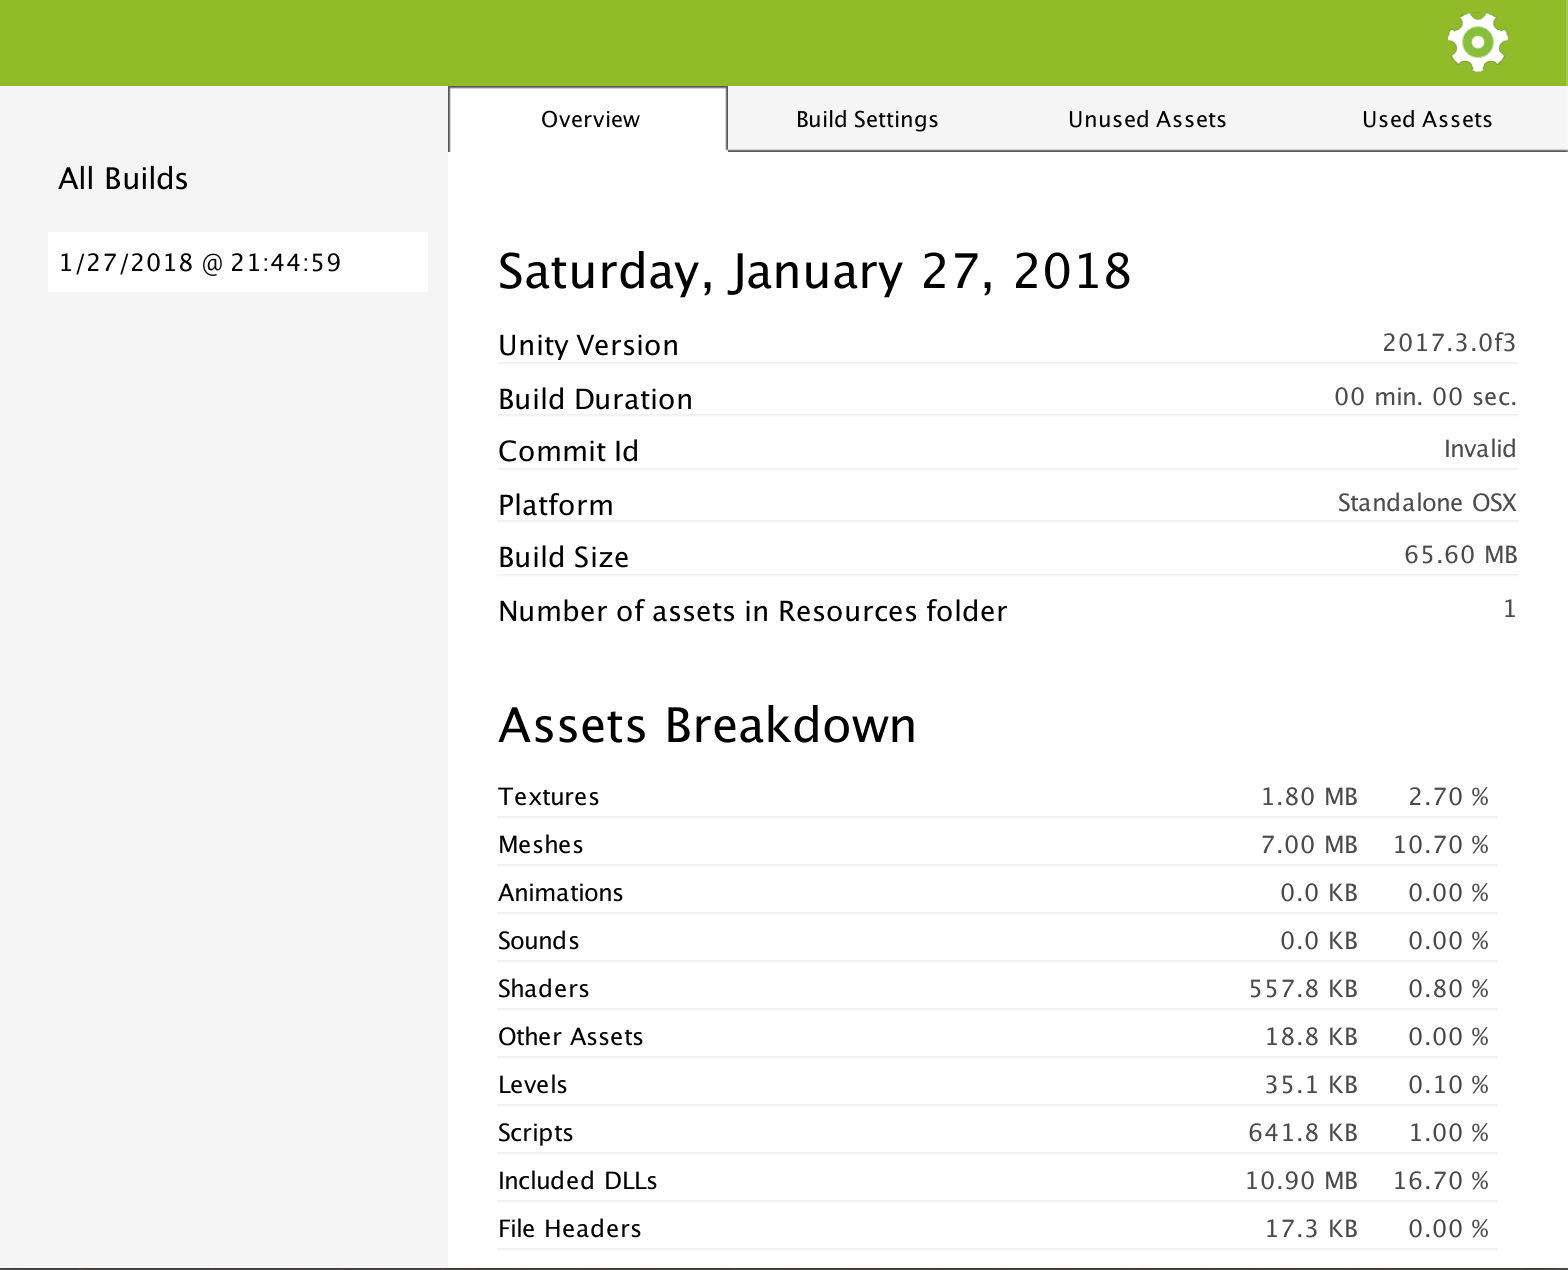 Overview Build Settings Unused Assets Used Assets
All Builds
1/27/2018 @ 21:44:59
Saturday, January 27, 2018
Unity Version 2017.3.0f3
Build Duration 00 min. 00 sec.
Commit Id Invalid
Platform Standalone OSX
Build Size 65.60 MB
Number of assets in Resources folder 1
Assets Breakdown
Textures 1.80 MB 2.70 %
Meshes 7.00 MB 10.70 %
Animations 0.0 KB 0.00 %
Sounds 0.0 KB 0.00 %
Shaders 557.8 KB 0.80 %
Other Assets 18.8 KB 0.00 %
Levels 35.1 KB 0.10 %
Scripts 641.8 KB 1.00 %
Included DLLs 10.90 MB 16.70 %
File Headers 17.3 KB 0.00 %